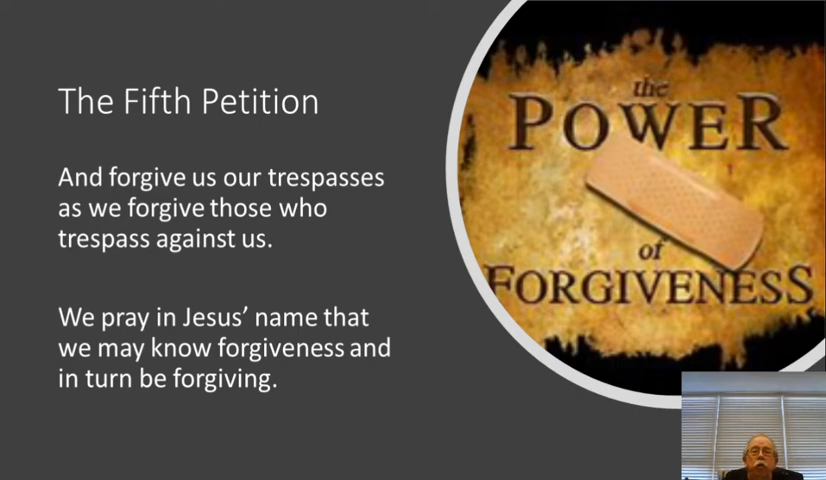 The Fifth Petition
And forgive us our trespasses
as we forgive those who
trespass against us.
We pray in Jesus’ name that
we may know forgiveness and
in turn be forgiving.
the
POWER
of
FORGIVENESS